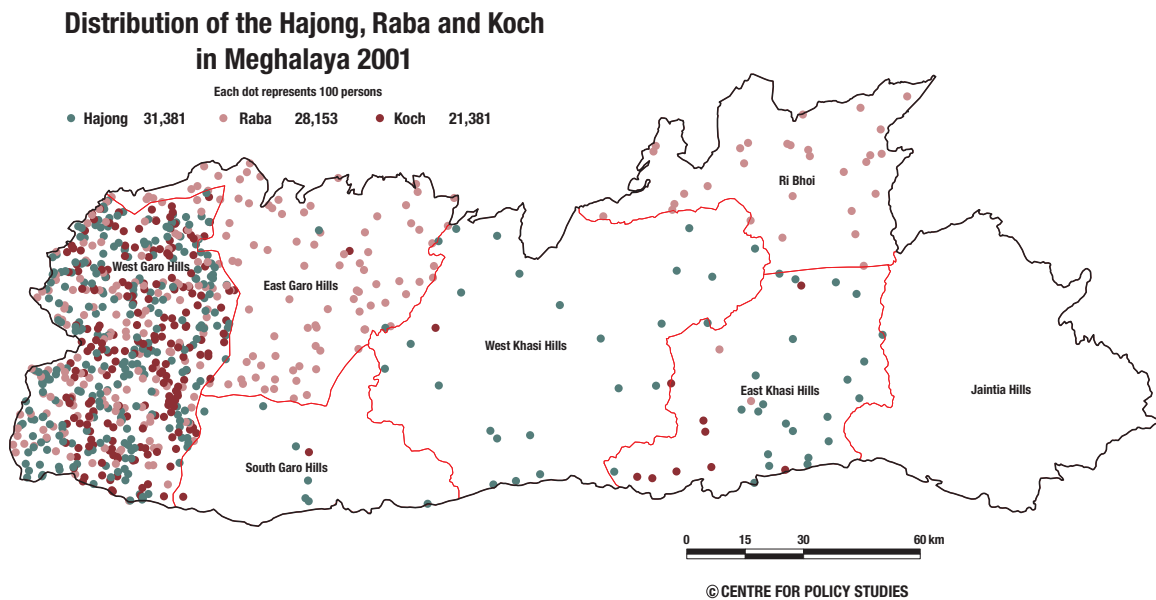 Distribution of the Hajong, Raba and Koch
in Meghalaya 2001
Each dot represents 100 persons
Hajong 31,381 Raba 28,153 Koch 21,381
Ri Bhoi
West Garo Hills
East Garo Hills
West Khasi Hills
East Khasi Hills
Jaintia Hills
South Garo Hills
0 15 30 60 km
© CENTRE FOR POLICY STUDIES